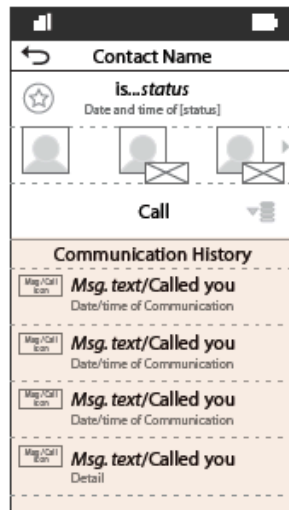 Contact Name
is...status
Date and time of [status]
Call
Communication History
Msg/Call
Icon
Msg. text/Called you
Date/time of Communication
Msg/Call
Icon
Msg. text/Called you
Date/time of Communication
Msg/Call
Icon
Msg. text/Called you
Date/time of Communication
Msg/Call
Icon
Msg. text/Called you
Detail